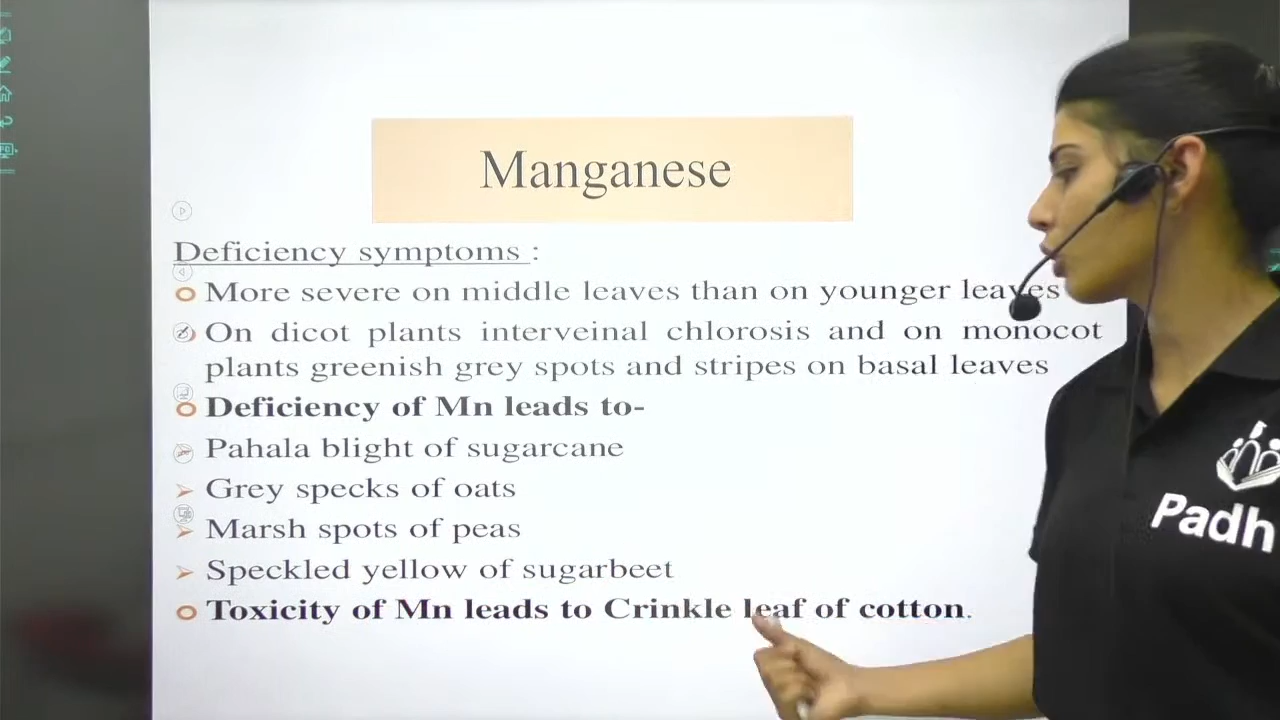 Manganese
Deficiency symptoms :
More severe on middle leaves than on younger leaves
On dicot plants interveinal chlorosis and on monocot
plants greenish grey spots and stripes on basal leaves
Deficiency of Mn leads to-
Pahala blight of sugarcane
Grey specks of oats
Marsh spots of peas
Speckled yellow of sugarbeet
Toxicity of Mn leads to Crinkle leaf of cotton.
Padh